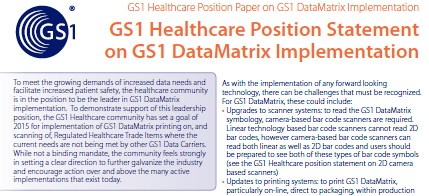 GS1 Healthcare Position Paper on GS1 DataMatrix Implementation
GS1
GS1 Healthcare Position Statement
on GS1 DataMatrix Implementation
To meet the growing demands of increased data needs and
facilitate increased patient safety, the healthcare community
is in the position to be the leader in GS1 DataMatrix
implementation. To demonstrate support of this leadership
position, the GS1 Healthcare community has set a goal of
2015 for implementation of GS1 DataMatrix printing on, and
scanning of, Regulated Healthcare Trade Items where the
current needs are not being met by other GS1 Data Carriers.
While not a binding mandate, the community feels strongly
in setting a clear direction to further galvanize the industry
and encourage action over and above the many active
implementations that exist today.
As with the implementation of any forward looking
technology, there can be challenges that must be recognized.
For GS1 DataMatrix, these could include:
• Upgrades to scanner systems: to read the GS1 DataMatrix
symbology, camera-based bar code scanners are required.
Linear technology based bar code scanners cannot read 2D
bar codes, however camera-based bar code scanners can
read both linear as well as 2D bar codes and users should
be prepared to see both of these types of bar code symbols
(see the GS1 Healthcare position statement on 2D camera
based scanners)
• Updates to printing systems: to print GS1 DataMatrix,
particularly on-line, direct to packaging, within production